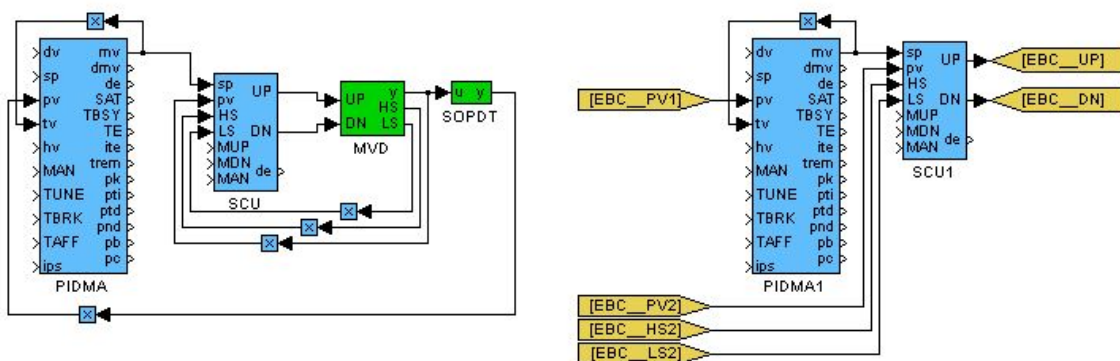 dv mv
dmv
sp de
pv SAT
TBSY
tv TE
hv ite
trem
MAN pk
TUNE pti
ptd
TBRK pnd
TAFF pb
ips pc
PIDMA
sp UP
pv
HS
LS DN
MUP
MDN de
MAN
SCU
UP y
HS
DN LS
MVD
u y
SOPDT
[EBC__PV1]
dv mv
dmv
sp de
pv SAT
TBSY
tv TE
hv ite
trem
MAN pk
TUNE pti
ptd
TBRK pnd
TAFF pb
ips pc
PIDMA1
sp UP
pv
HS
LS DN
MUP
MDN de
MAN
SCU1
[EBC__UP]
[EBC__DN]
[EBC__PV2]
[EBC__HS2]
[EBC__LS2]